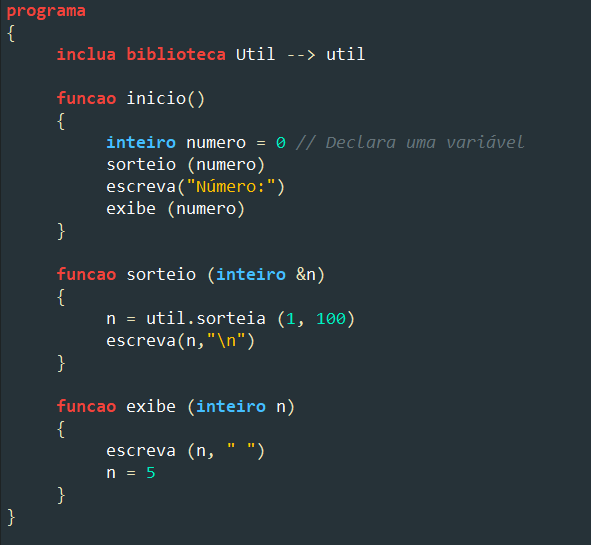 programa
{
     inclua biblioteca Util --> util

     funcao inicio()
     {
          inteiro numero = 0 // Declara uma variável
          sorteio (numero)
          escreva("Número:")
          exibe (numero)
     }

     funcao sorteio (inteiro &n)
     {
          n = util.sorteia (1, 100)
          escreva(n,"\n")
     }

     funcao exibe (inteiro n)
     {
          escreva (n, " ")
          n = 5
     }
}